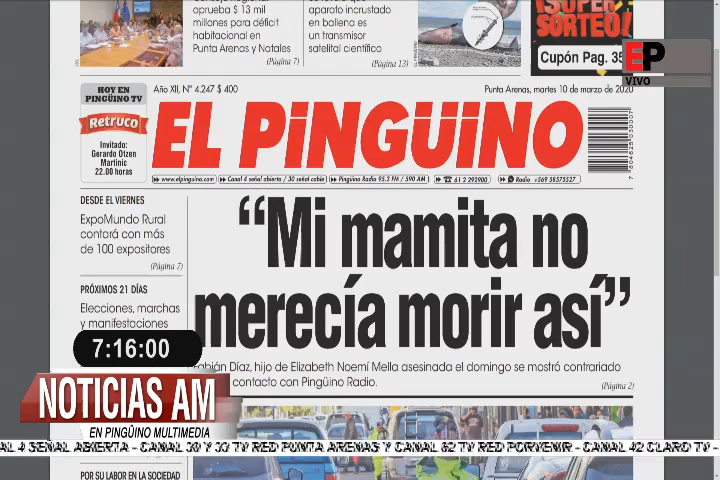 aprueba $ 13 mil
millones para déficit
habitacional en
Punta Arenas y Natales
(Página 7)
aparato incrustado
en ballena es
un transmisor
satelital científico
(Página 13)
¡SUPER
SORTEO!
Cupón Pag. 35
EP
VIVO
HOY EN
PINGÜINO TV
Retruco
Invitado:
Gerardo Otzen
Martinic
22.00 horas
Año XII, N° 4.247 $ 400
Punta Arenas, martes 10 de marzo de 2020
EL PINGÜINO
www.elpinguino.com
Canal 4 señal abierta / 30 señal cable
Pingüino Radio 95.3 FM / 590 AM
61 2 292900
Radio +569 58575527
DESDE EL VIERNES
ExpoMundo Rural
contará con más
de 100 expositores
(Página 7)
PRÓXIMOS 21 DÍAS
Elecciones, marchas
y manifestaciones
“Mi mamita no
merecía morir así”
Fabián Díaz, hijo de Elizabeth Noemí Mella asesinada el domingo se mostró contrariado
contacto con Pingüino Radio.
(Página 2)
7:16:00
NOTICIAS AM
EN PINGÜINO MULTIMEDIA
AL 4 SEÑAL ABIERTA - CANAL 30 Y 33 TV RED PUNTA ARENAS Y CANAL 62 TV RED PORVENIR - CANAL 42 CLARO TV -
POR SU LABOR EN LA SOCIEDAD